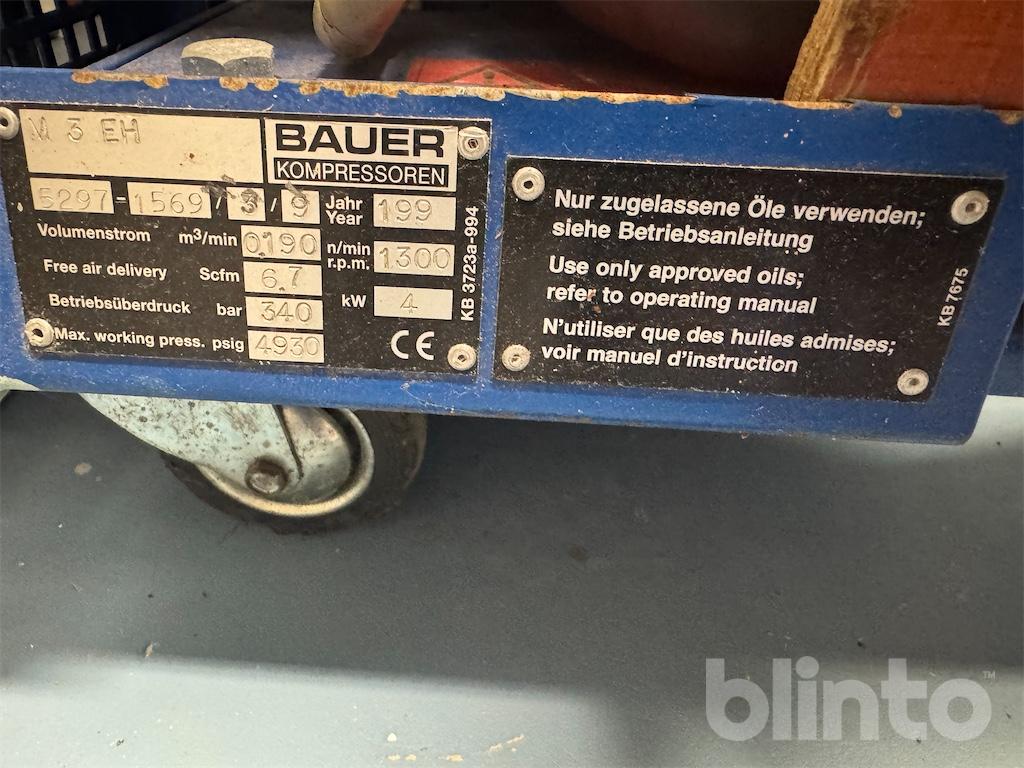 M 3 EH
BAUER
KOMPRESSOREN
5297-1569/3/9 Jahr Year 199
Volumenstrom m³/min 0,190 n/min r.p.m. 1300
Free air delivery Scfm 6.7
Betriebsüberdruck bar 340 kW 4
Max. working press. psig 4930
CE
KB 3723a-994
Nur zugelassene Öle verwenden;
siehe Betriebsanleitung
Use only approved oils;
refer to operating manual
N'utiliser que des huiles admises;
voir manuel d'instruction
KB 7675
blinto™